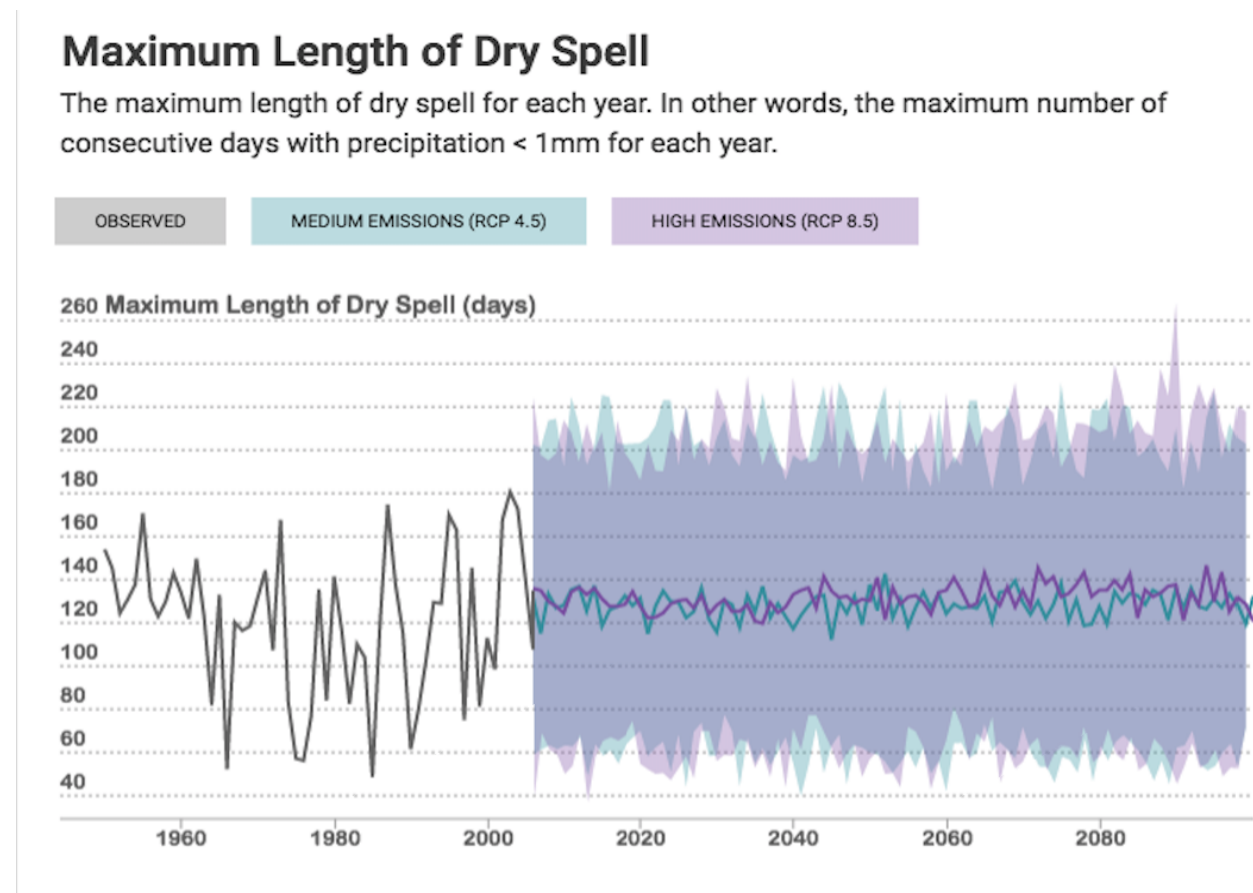 Maximum Length of Dry Spell
The maximum length of dry spell for each year. In other words, the maximum number of
consecutive days with precipitation < 1mm for each year.
OBSERVED MEDIUM EMISSIONS (RCP 4.5) HIGH EMISSIONS (RCP 8.5)
260 Maximum Length of Dry Spell (days)
240
220
200
180
160
140
120
100
80
60
40
1960 1980 2000 2020 2040 2060 2080